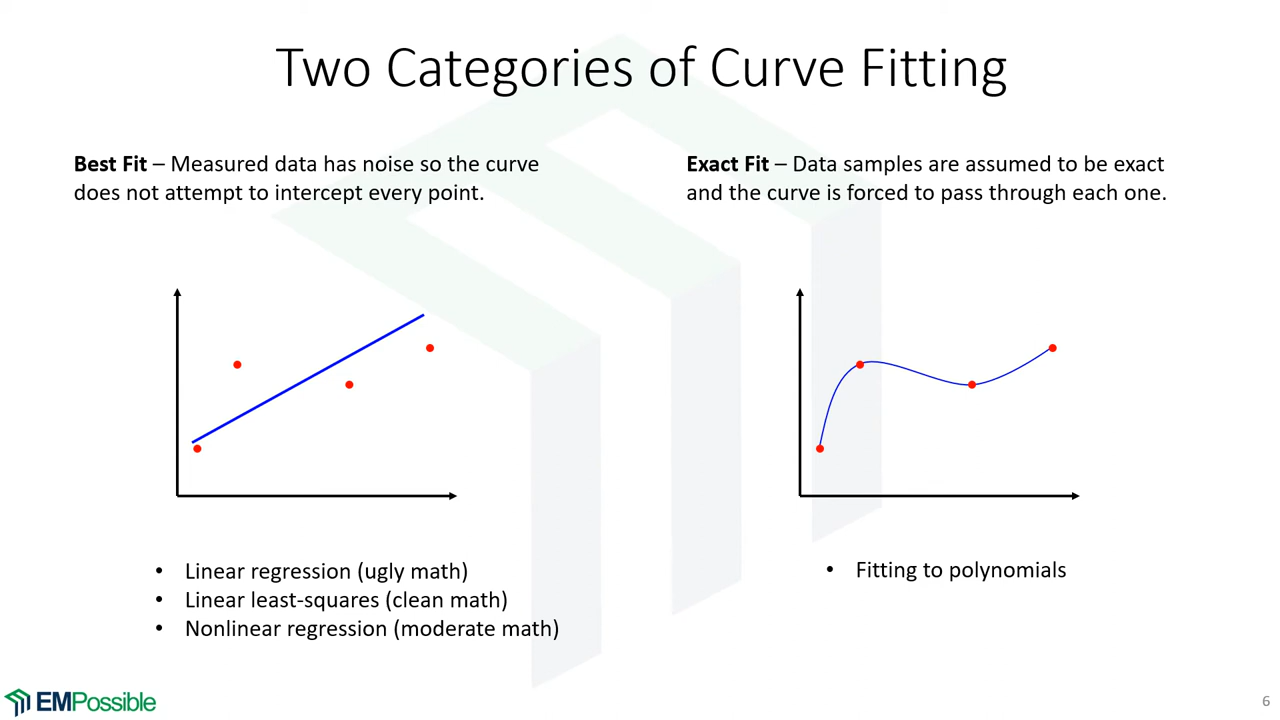 Two Categories of Curve Fitting
Best Fit – Measured data has noise so the curve
does not attempt to intercept every point.
Exact Fit – Data samples are assumed to be exact
and the curve is forced to pass through each one.
• Linear regression (ugly math)
• Linear least-squares (clean math)
• Nonlinear regression (moderate math)
• Fitting to polynomials
EMPossible
6